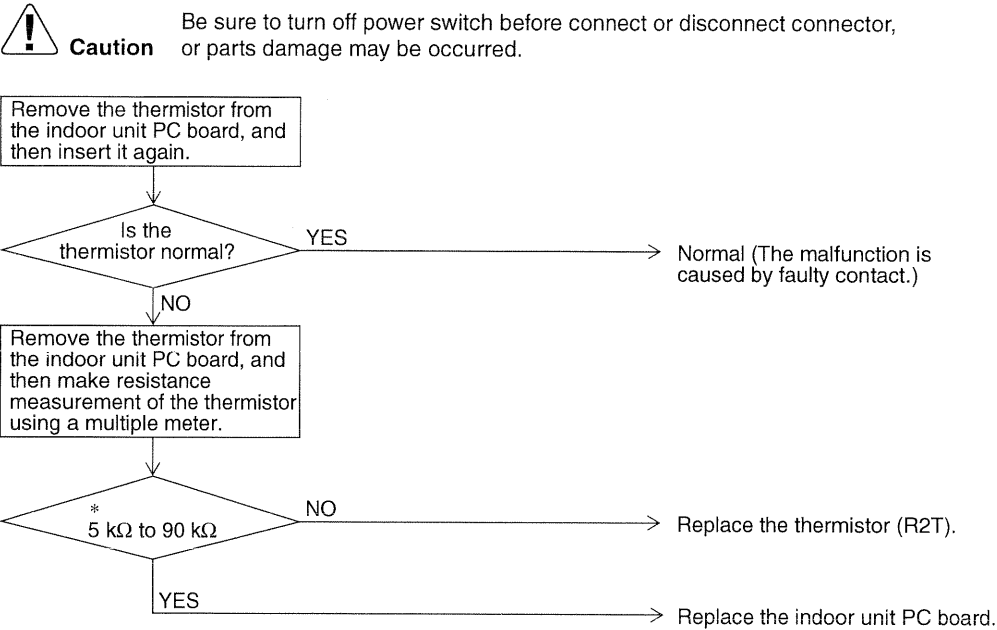 Be sure to turn off power switch before connect or disconnect connector,
Caution or parts damage may be occurred.
Remove the thermistor from
the indoor unit PC board, and
then insert it again.
Is the
thermistor normal?
YES
Normal (The malfunction is
caused by faulty contact.)
NO
Remove the thermistor from
the indoor unit PC board, and
then make resistance
measurement of the thermistor
using a multiple meter.
*
5 kΩ to 90 kΩ
NO
Replace the thermistor (R2T).
YES
Replace the indoor unit PC board.